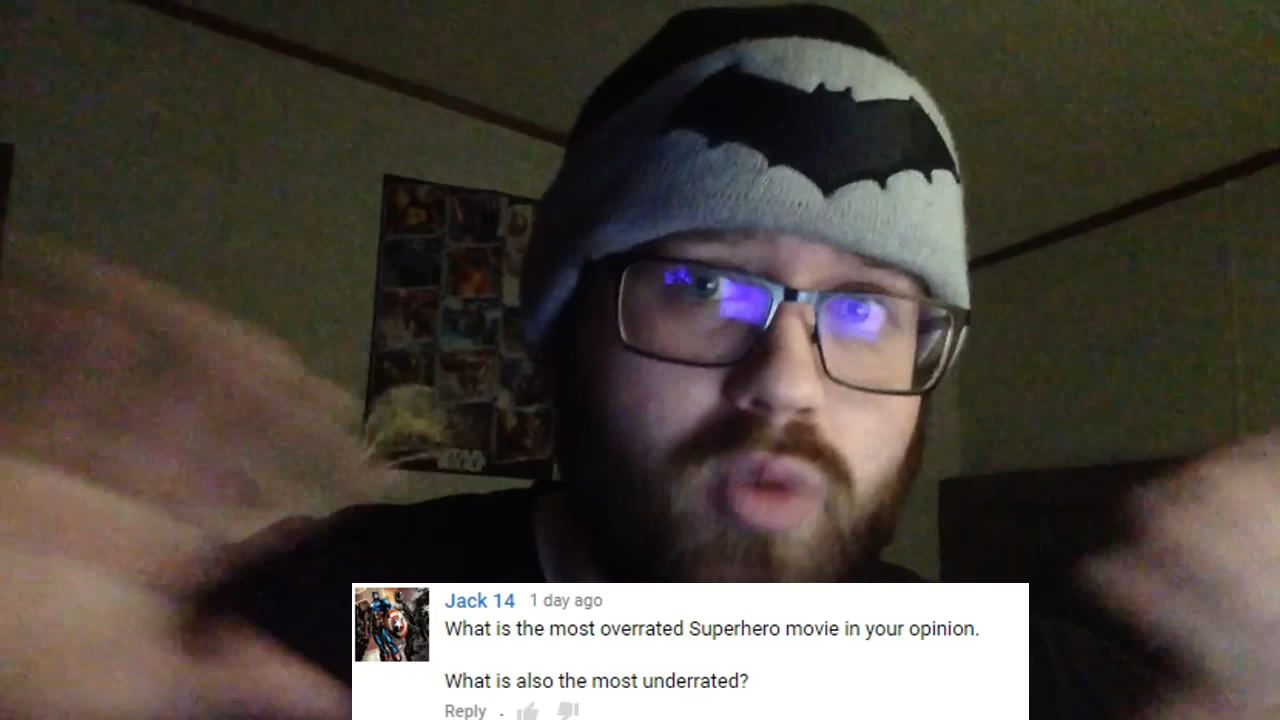 Jack 14 1 day ago
What is the most overrated Superhero movie in your opinion.
What is also the most underrated?
Reply .